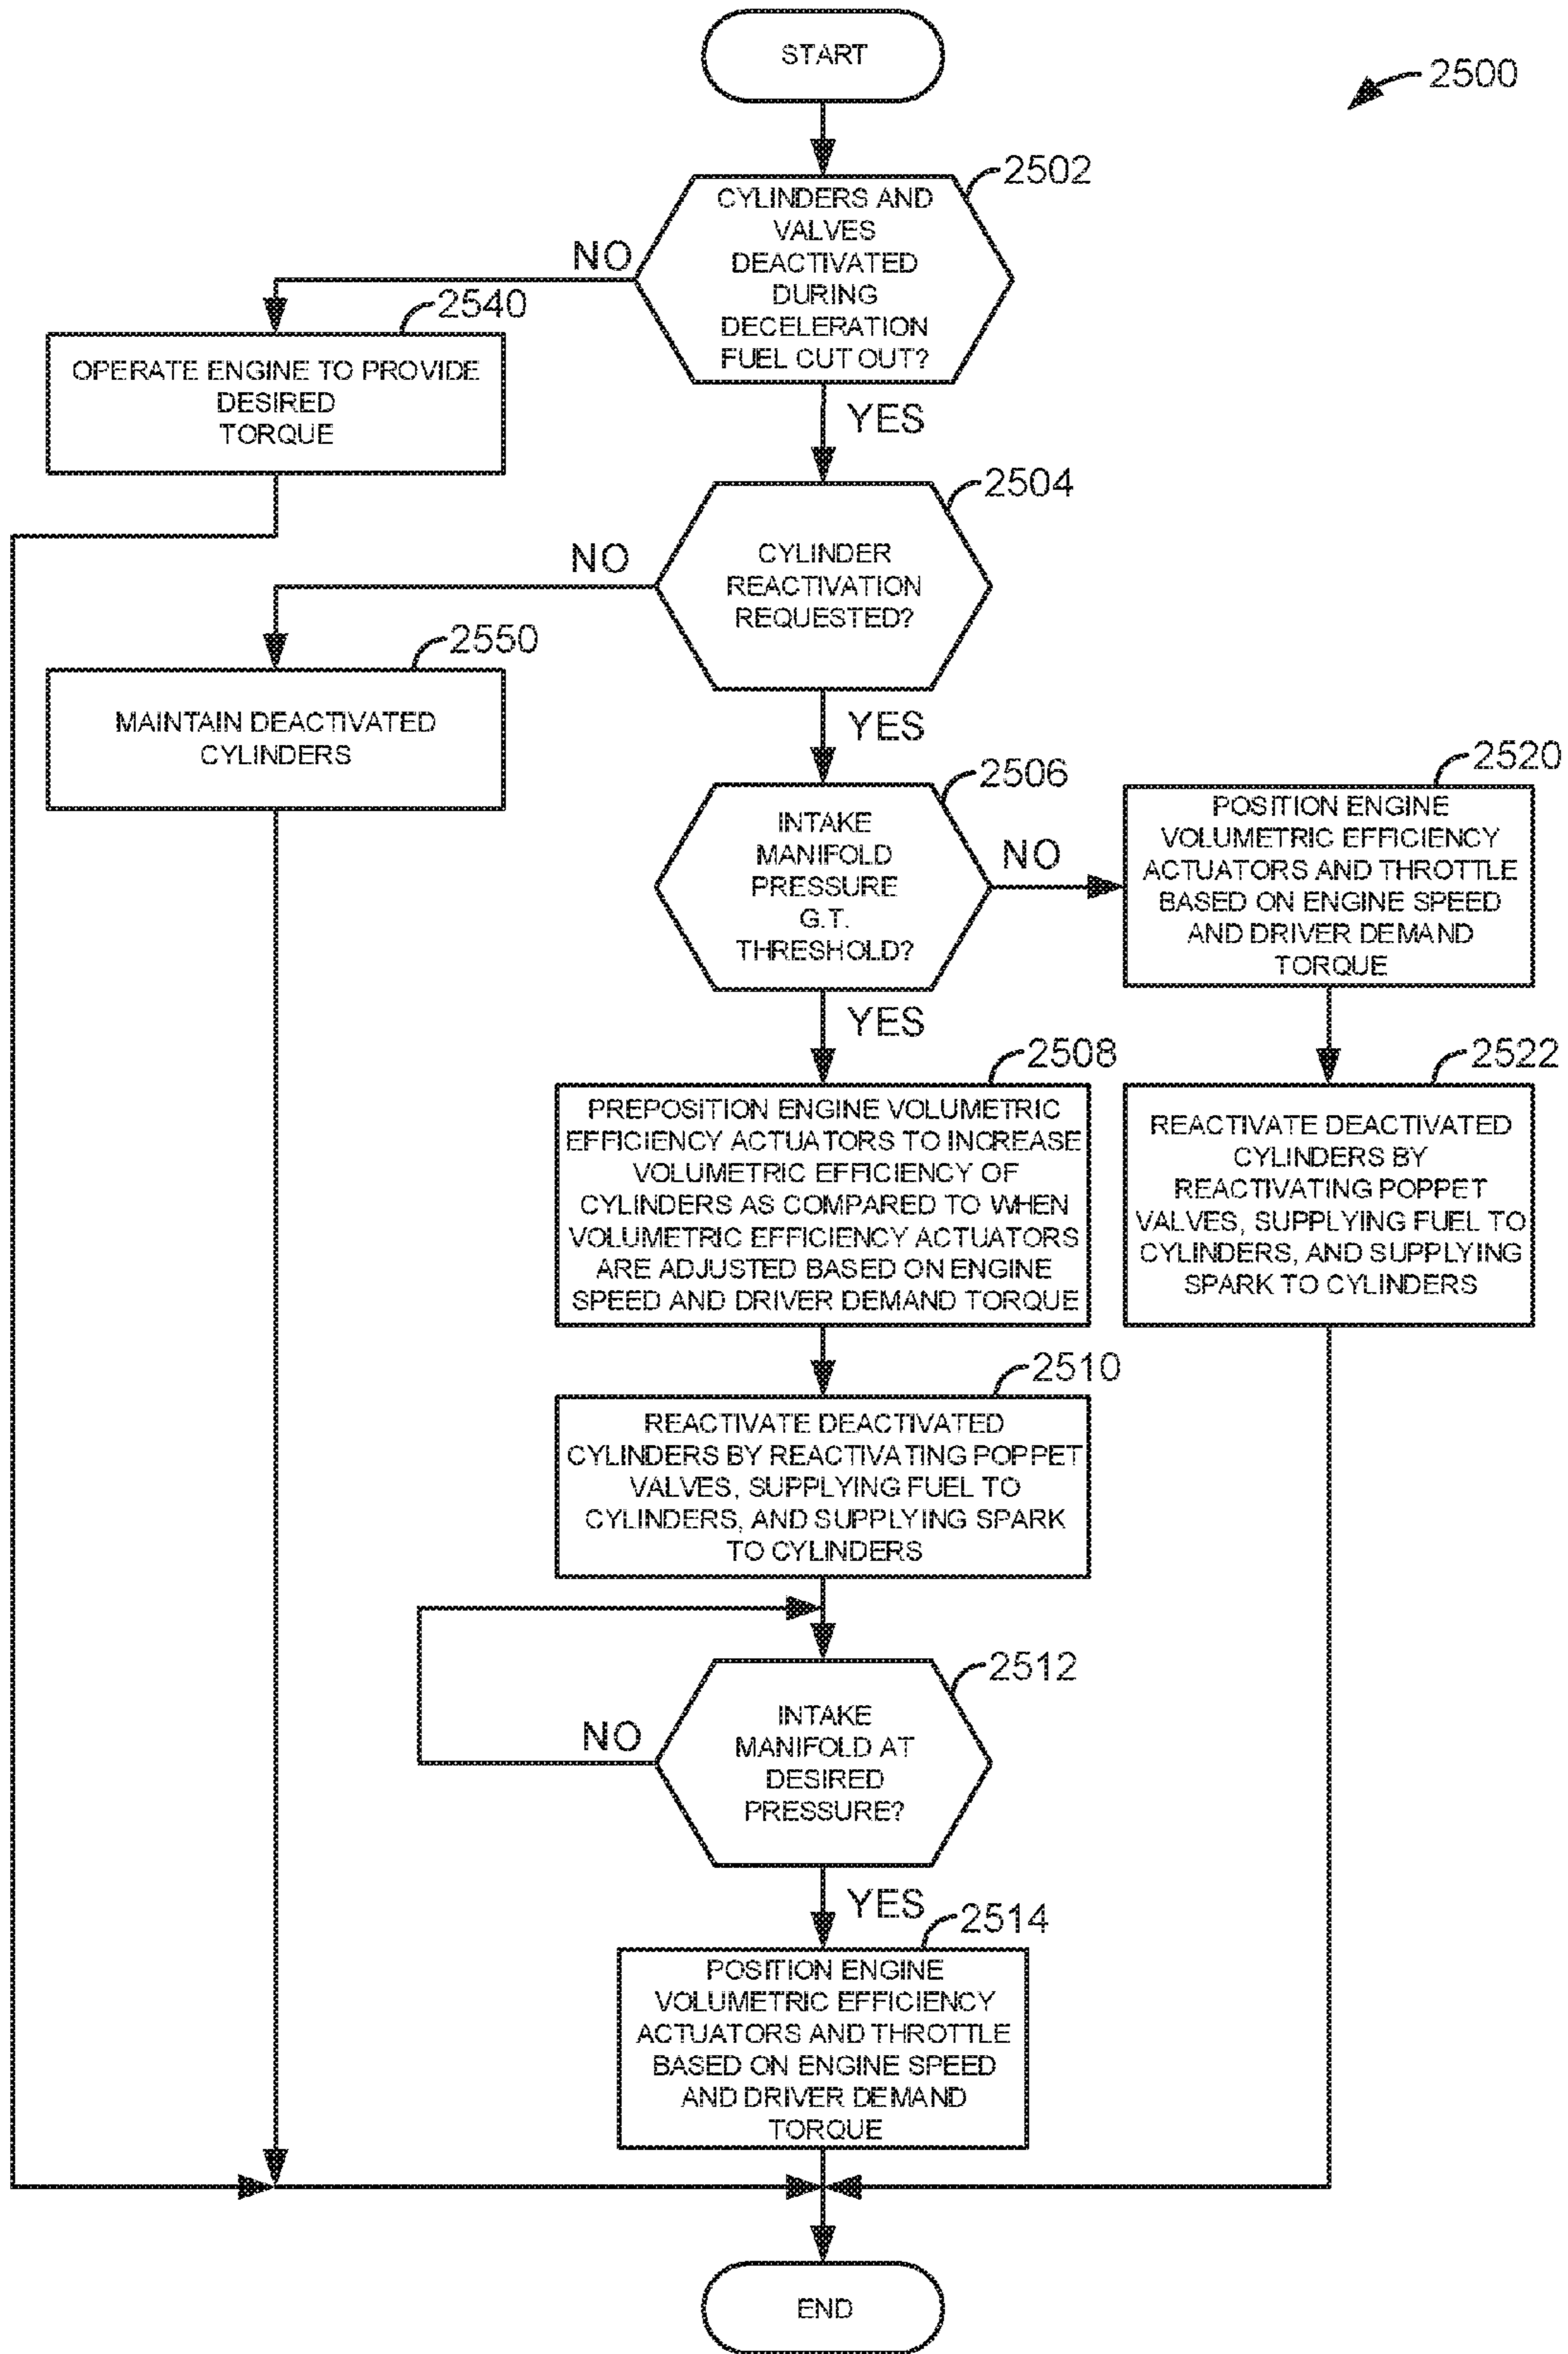 START
2500
2502
CYLINDERS AND
VALVES
DEACTIVATED
DURING
DECELERATION
FUEL CUT OUT?
NO
2540
OPERATE ENGINE TO PROVIDE
DESIRED
TORQUE
YES
2504
CYLINDER
REACTIVATION
REQUESTED?
NO
2550
MAINTAIN DEACTIVATED
CYLINDERS
YES
2506
INTAKE
MANIFOLD
PRESSURE
G.T.
THRESHOLD?
NO
2520
POSITION ENGINE
VOLUMETRIC EFFICIENCY
ACTUATORS AND THROTTLE
BASED ON ENGINE SPEED
AND DRIVER DEMAND
TORQUE
YES
2508
PREPOSITION ENGINE VOLUMETRIC
EFFICIENCY ACTUATORS TO INCREASE
VOLUMETRIC EFFICIENCY OF
CYLINDERS AS COMPARED TO WHEN
VOLUMETRIC EFFICIENCY ACTUATORS
ARE ADJUSTED BASED ON ENGINE
SPEED AND DRIVER DEMAND TORQUE
2522
REACTIVATE DEACTIVATED
CYLINDERS BY
REACTIVATING POPPET
VALVES, SUPPLYING FUEL TO
CYLINDERS, AND SUPPLYING
SPARK TO CYLINDERS
2510
REACTIVATE DEACTIVATED
CYLINDERS BY REACTIVATING POPPET
VALVES, SUPPLYING FUEL TO
CYLINDERS, AND SUPPLYING SPARK
TO CYLINDERS
2512
INTAKE
MANIFOLD AT
DESIRED
PRESSURE?
NO
YES
2514
POSITION ENGINE
VOLUMETRIC EFFICIENCY
ACTUATORS AND THROTTLE
BASED ON ENGINE SPEED
AND DRIVER DEMAND
TORQUE
END